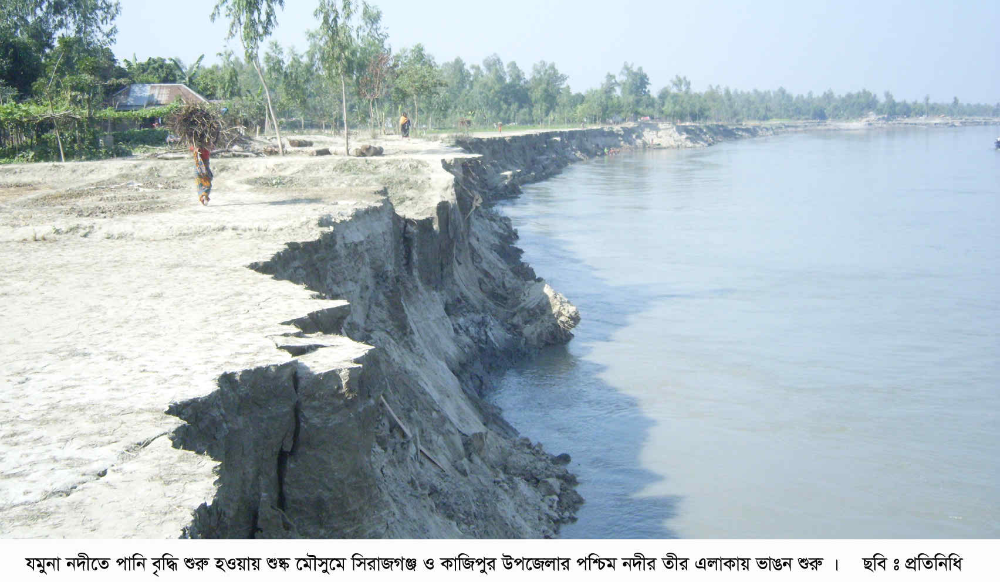 যমুনা নদীতে পানি বৃদ্ধি শুরু হওয়ায় শুষ্ক মৌসুমে সিরাজগঞ্জ ও কাজিপুর উপজেলার পশ্চিম নদীর তীর এলাকায় ভাঙন শুরু । ছবি ঃ প্রতিনিধি